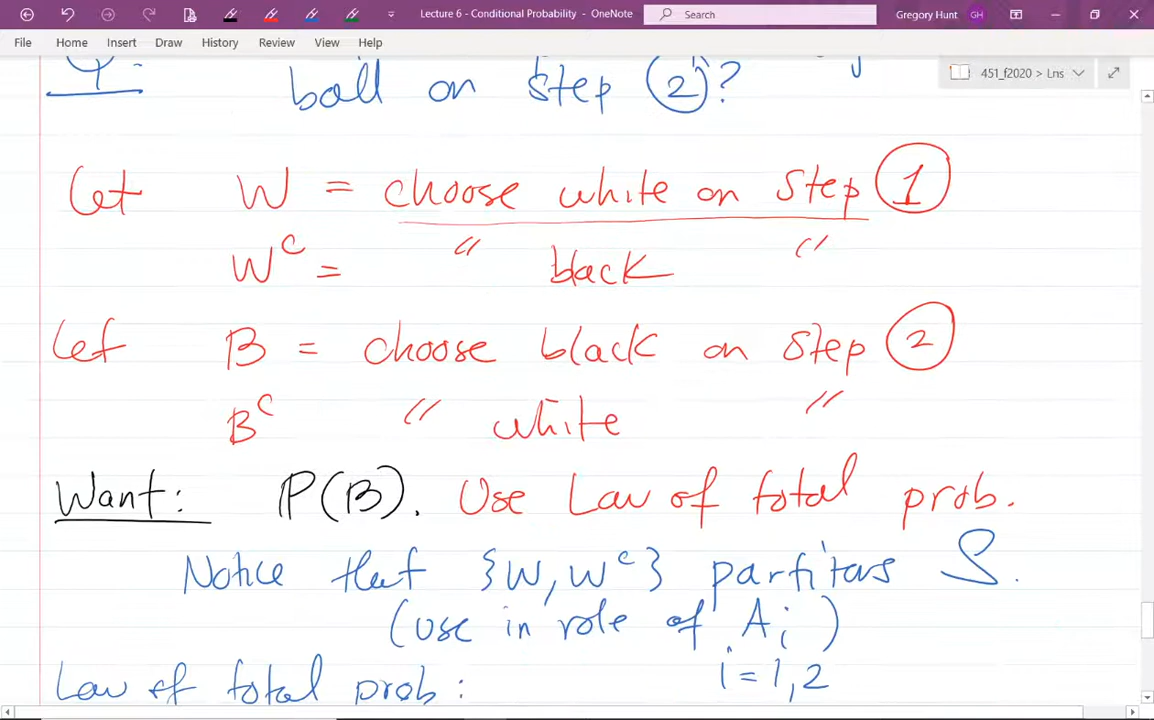 Lecture 6 - Conditional Probability - OneNote
Search
Gregory Hunt GH
File Home Insert Draw History Review Help
451_f2020 > Lns
ball on step (2)?
Let W = choose white on step 1
W^c = " black "
Let B = choose black on step 2
B^c " white "
Want: P(B). Use Law of total prob.
Notice that {W, W^c} partitons S.
(use in role of A_i)
i = 1,2
Law of total prob: